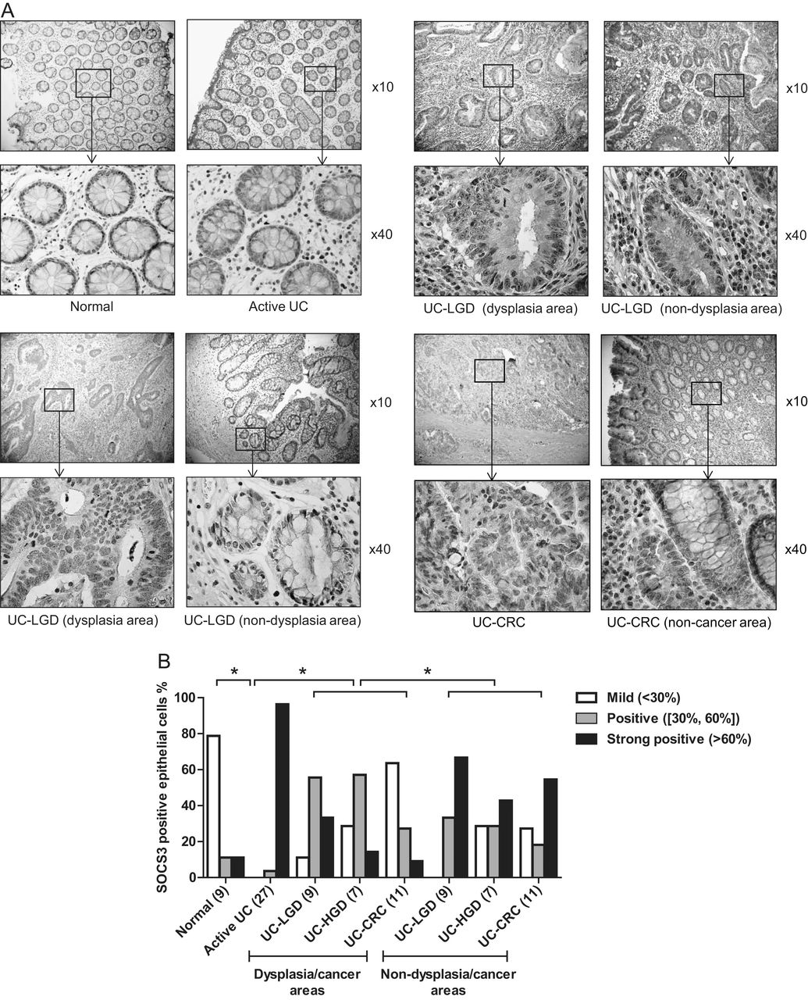 A
x10
x10
x40
x40
Normal
Active UC
UC-LGD (dysplasia area)
UC-LGD (non-dysplasia area)
x10
x10
x40
x40
UC-LGD (dysplasia area)
UC-LGD (non-dysplasia area)
UC-CRC
UC-CRC (non-cancer area)
B
* * *
SOCS3 positive epithelial cells %
100
80
60
40
20
0
Mild (<30%)
Positive ([30%, 60%])
Strong positive (>60%)
Normal (9)
Active UC (27)
UC-LGD (9)
UC-HGD (7)
UC-CRC (11)
UC-LGD (9)
UC-HGD (7)
UC-CRC (11)
Dysplasia/cancer
areas
Non-dysplasia/cancer
areas